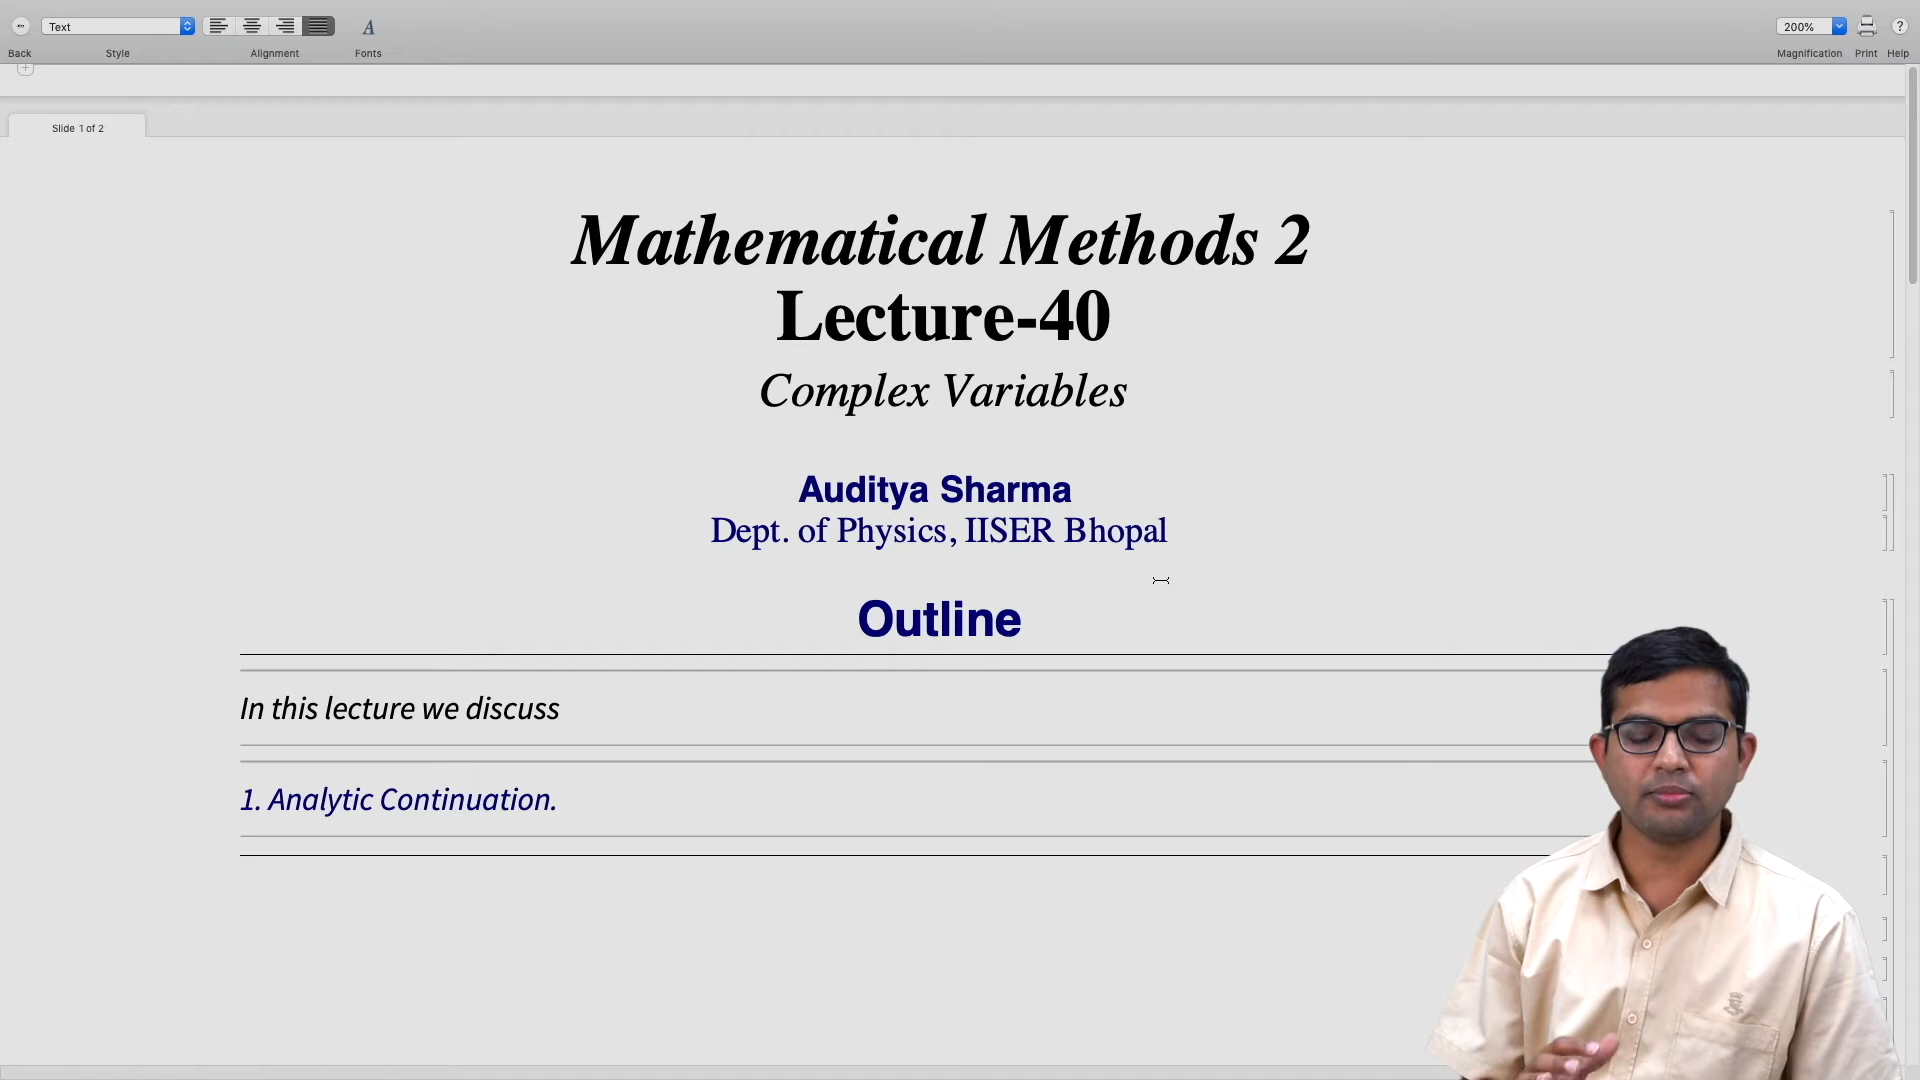 Text
200%
Back
Style
Alignment
Fonts
Magnification
Print
Help
Slide 1 of 2
Mathematical Methods 2
Lecture-40
Complex Variables
Auditya Sharma
Dept. of Physics, IISER Bhopal
Outline
In this lecture we discuss
1. Analytic Continuation.